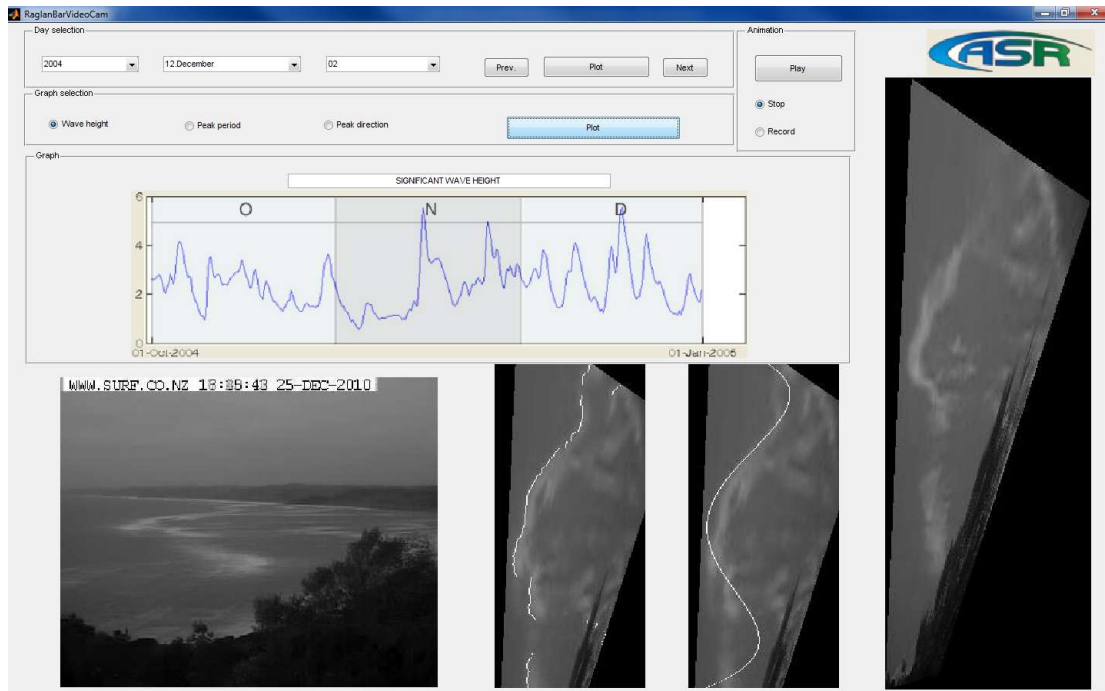 RaglanBarVideoCam
Day selection
2004 12.December 02 Prev. Plot Next
Animation
Play
Stop
Record
ASR
Graph selection
Wave height Peak period Peak direction Plot
Graph
SIGNIFICANT WAVE HEIGHT
6
4
2
0
O N D
01-Oct-2004 01-Jan-2005
WWW.SURF.CO.NZ 25-DEC-2010